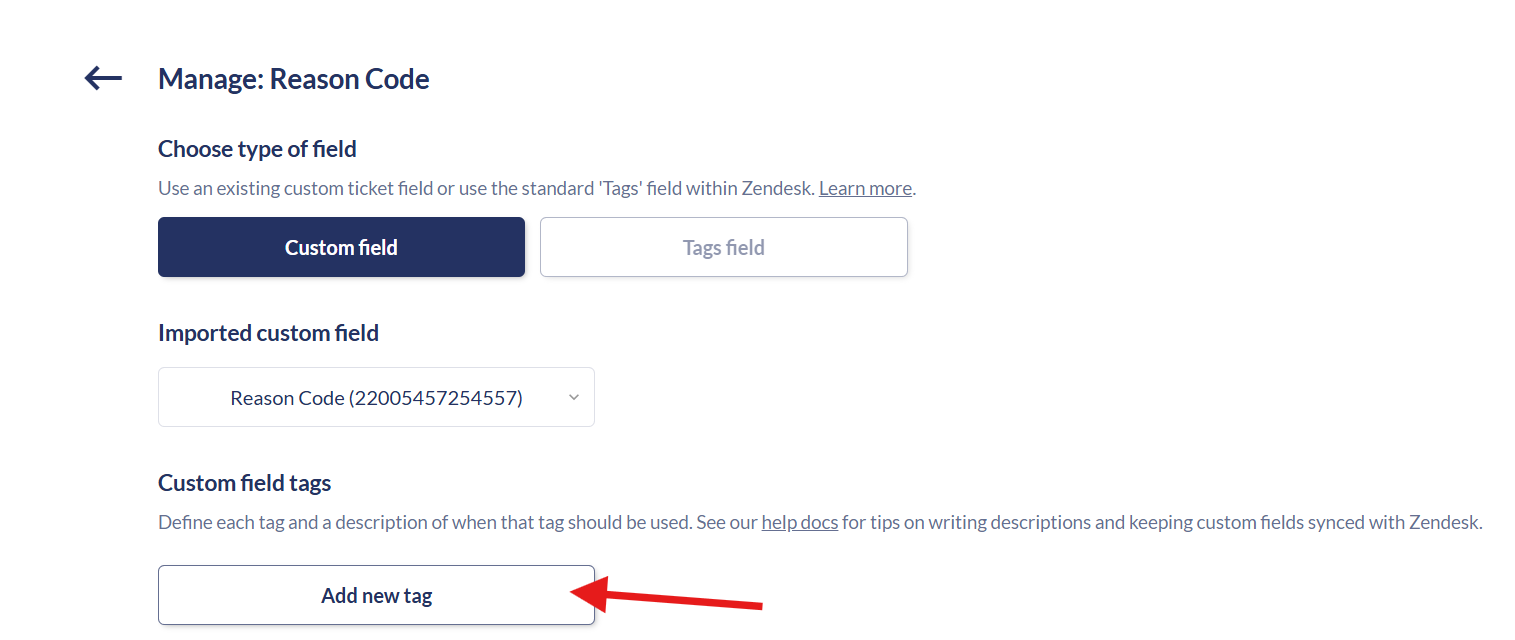 Manage: Reason Code
Choose type of field
Use an existing custom ticket field or use the standard 'Tags' field within Zendesk. Learn more.
Custom field
Tags field
Imported custom field
Reason Code (22005457254557)
Custom field tags
Define each tag and a description of when that tag should be used. See our help docs for tips on writing descriptions and keeping custom fields synced with Zendesk.
Add new tag